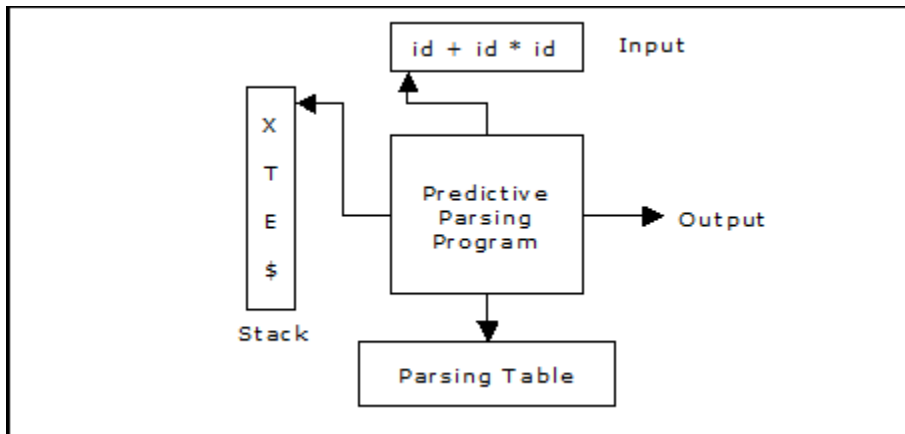 id + id * id
Input
X
T
E
$
Stack
Predictive
Parsing
Program
Output
Parsing Table